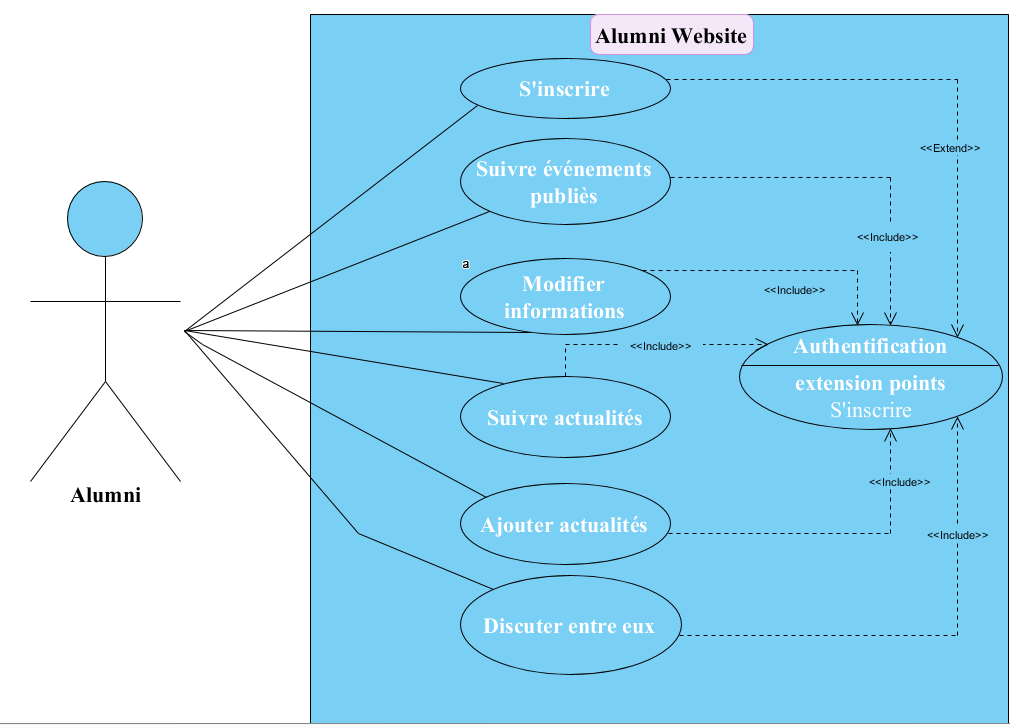 Alumni Website
S'inscrire
<<Extend>>
Suivre événements
publiès
<<Include>>
a
Modifier
informations
<<Include>>
<<Include>>
Authentification
extension points
S'inscrire
Suivre actualités
Alumni
<<Include>>
Ajouter actualités
<<Include>>
Discuter entre eux